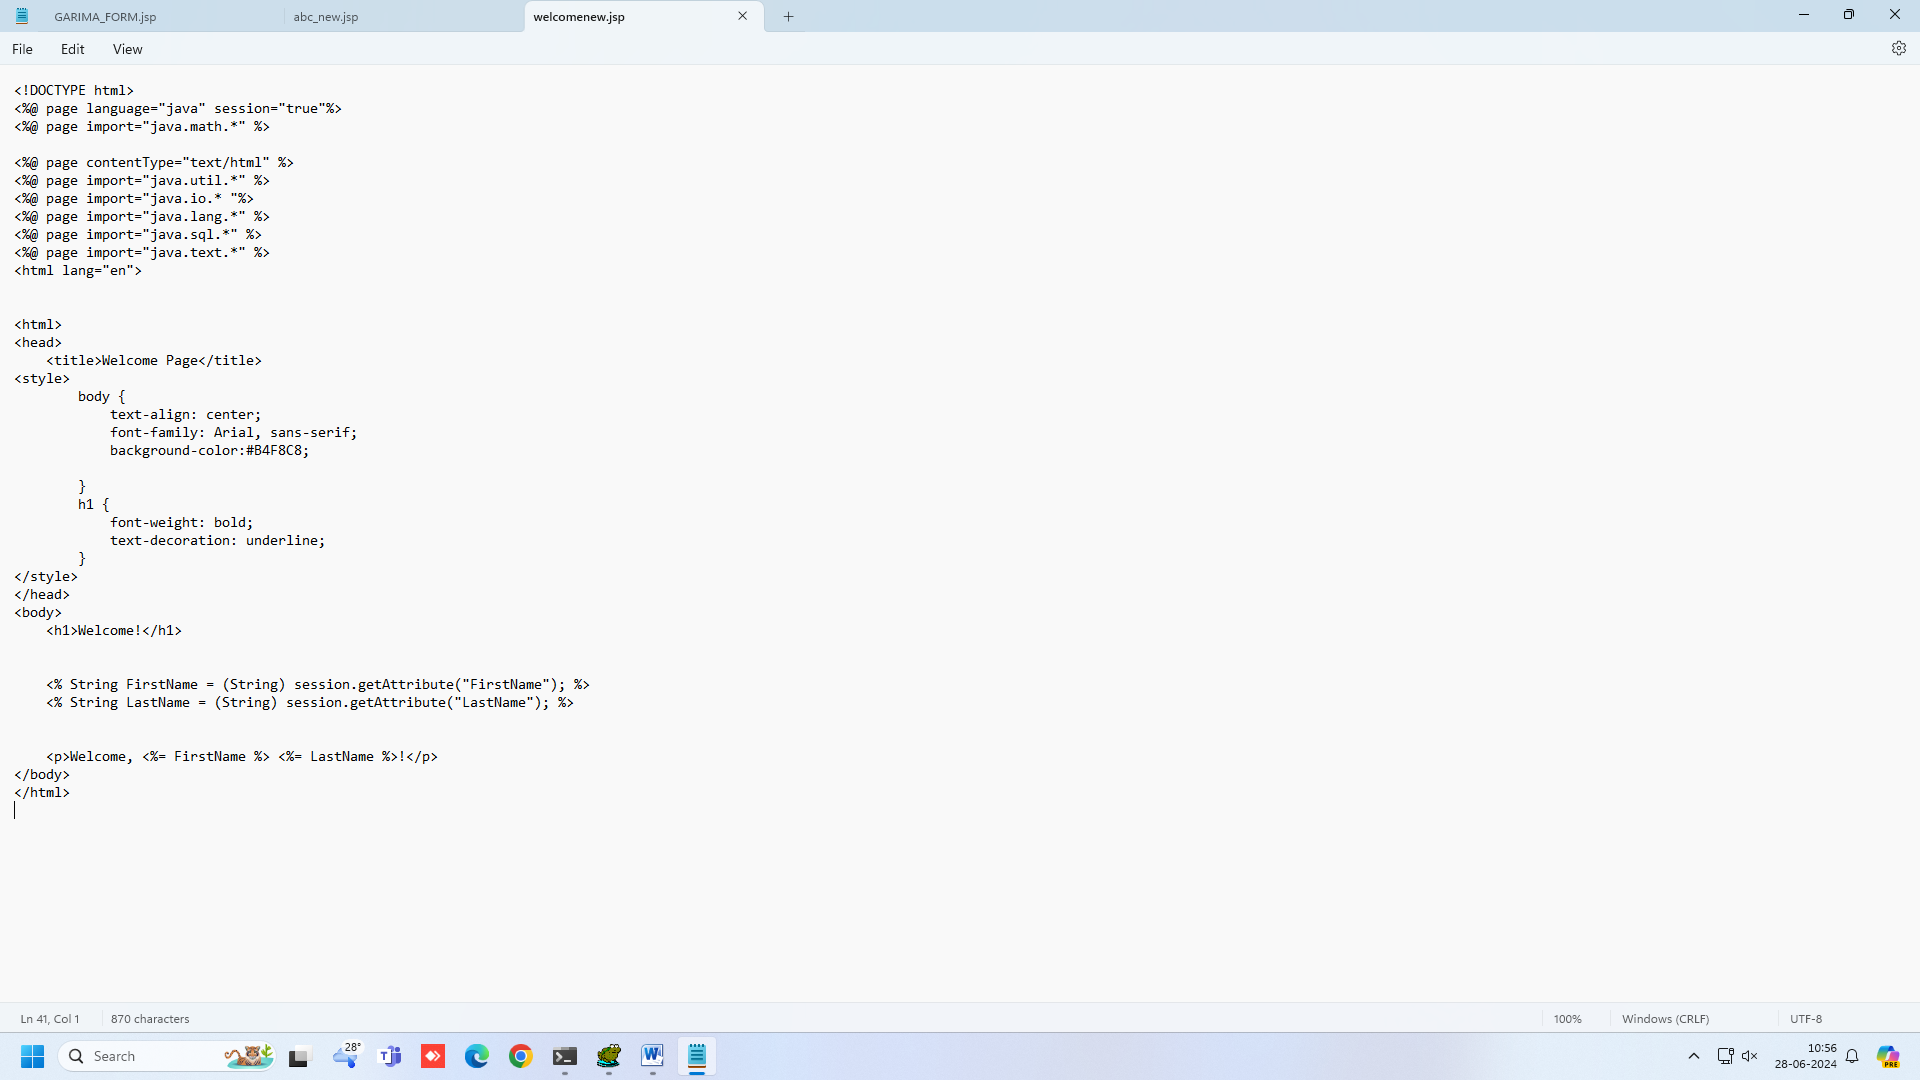 GARIMA_FORM.jsp
abc_new.jsp
welcomenew.jsp
File Edit View
<!DOCTYPE html>
<%@ page language="java" session="true"%>
<%@ page import="java.math.*" %>
<%@ page contentType="text/html" %>
<%@ page import="java.util.*" %>
<%@ page import="java.io.* "%>
<%@ page import="java.lang.*" %>
<%@ page import="java.sql.*" %>
<%@ page import="java.text.*" %>
<html lang="en">
<html>
<head>
    <title>Welcome Page</title>
<style>
        body {
            text-align: center;
            font-family: Arial, sans-serif;
            background-color:#B4F8C8;
        }
        h1 {
            font-weight: bold;
            text-decoration: underline;
        }
</style>
</head>
<body>
    <h1>Welcome!</h1>
    <% String FirstName = (String) session.getAttribute("FirstName"); %>
    <% String LastName = (String) session.getAttribute("LastName"); %>
    <p>Welcome, <%= FirstName %> <%= LastName %>!</p>
</body>
</html>
Ln 41, Col 1
870 characters
100%
Windows (CRLF)
UTF-8
Search
28°
10:56
28-06-2024
PRE